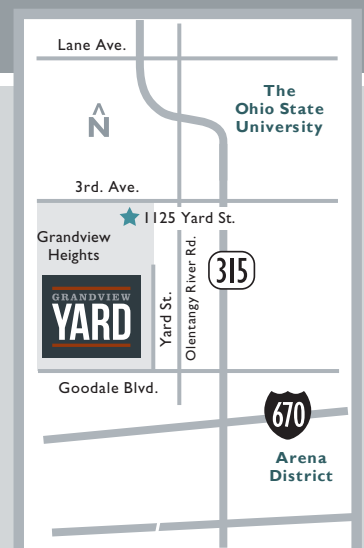 Lane Ave.
The
Ohio State
University
N
3rd. Ave.
1125 Yard St.
Grandview
Heights
315
GRANDVIEW
YARD
Yard St.
Olentangy River Rd.
Goodale Blvd.
670
Arena
District